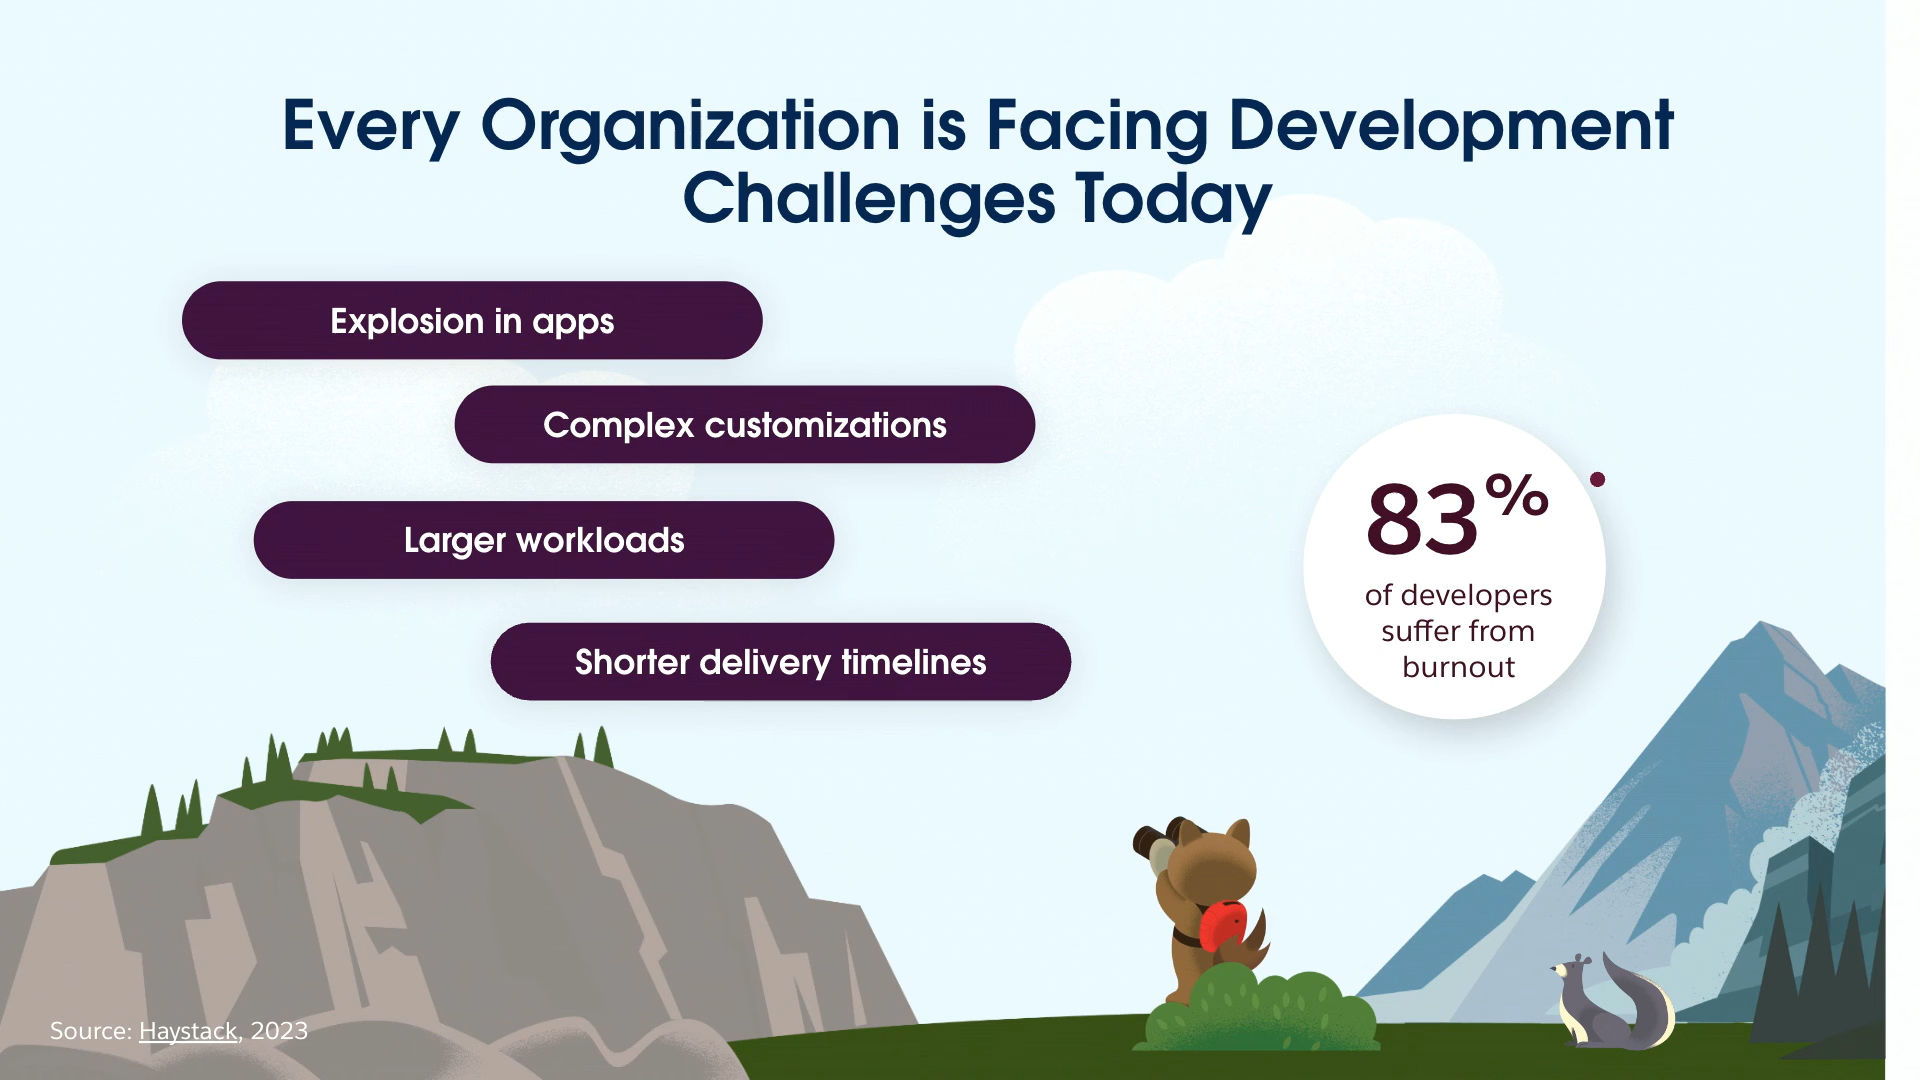 Every Organization is Facing Development
Challenges Today
Explosion in apps
Complex customizations
Larger workloads
Shorter delivery timelines
83%
of developers
suffer from
burnout
Source: Haystack, 2023